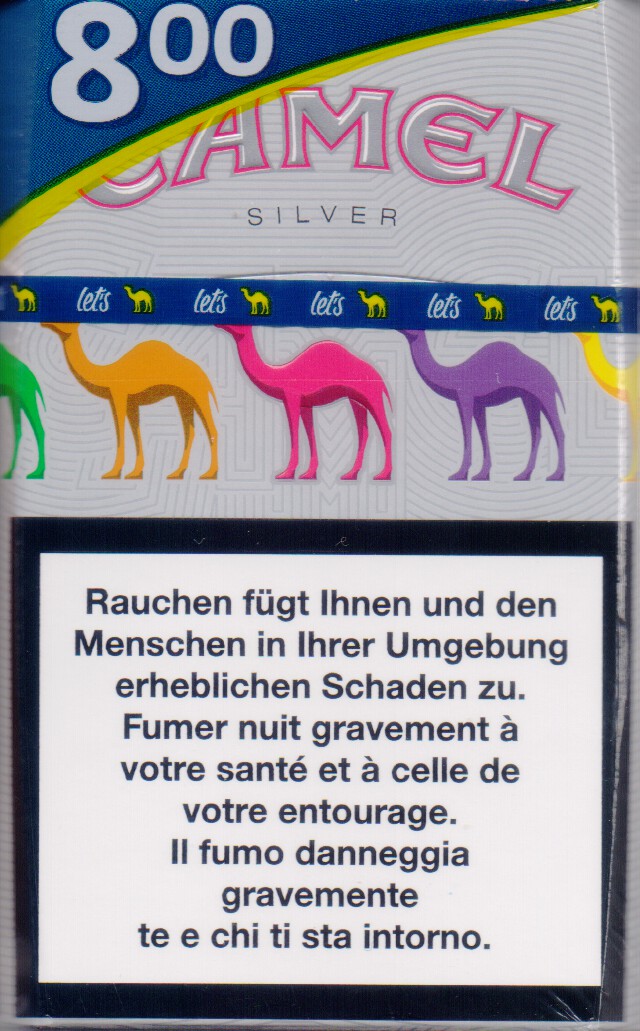 800
CAMEL
SILVER
let's let's let's let's let's
Rauchen fügt Ihnen und den
Menschen in Ihrer Umgebung
erheblichen Schaden zu.
Fumer nuit gravement à
votre santé et à celle de
votre entourage.
Il fumo danneggia
gravemente
te e chi ti sta intorno.